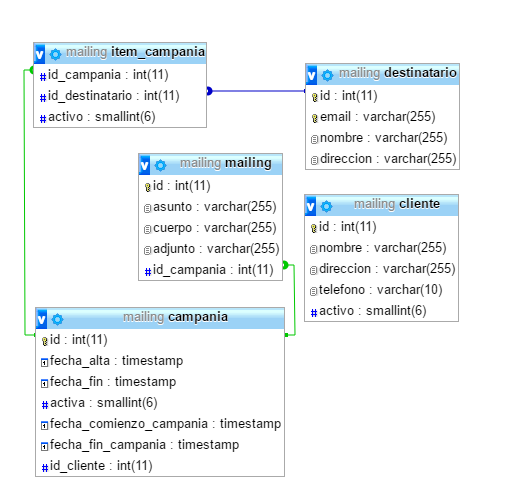 v mailing item_campania
#id_campania : int(11)
#id_destinatario : int(11)
#activo : smallint(6)
v mailing destinatario
id : int(11)
email : varchar(255)
nombre : varchar(255)
direccion : varchar(255)
v mailing mailing
id : int(11)
asunto : varchar(255)
cuerpo : varchar(255)
adjunto : varchar(255)
#id_campania : int(11)
v mailing cliente
id : int(11)
nombre : varchar(255)
direccion : varchar(255)
telefono : varchar(10)
#activo : smallint(6)
v mailing campania
id : int(11)
fecha_alta : timestamp
fecha_fin : timestamp
#activa : smallint(6)
fecha_comienzo_campania : timestamp
fecha_fin_campania : timestamp
#id_cliente : int(11)